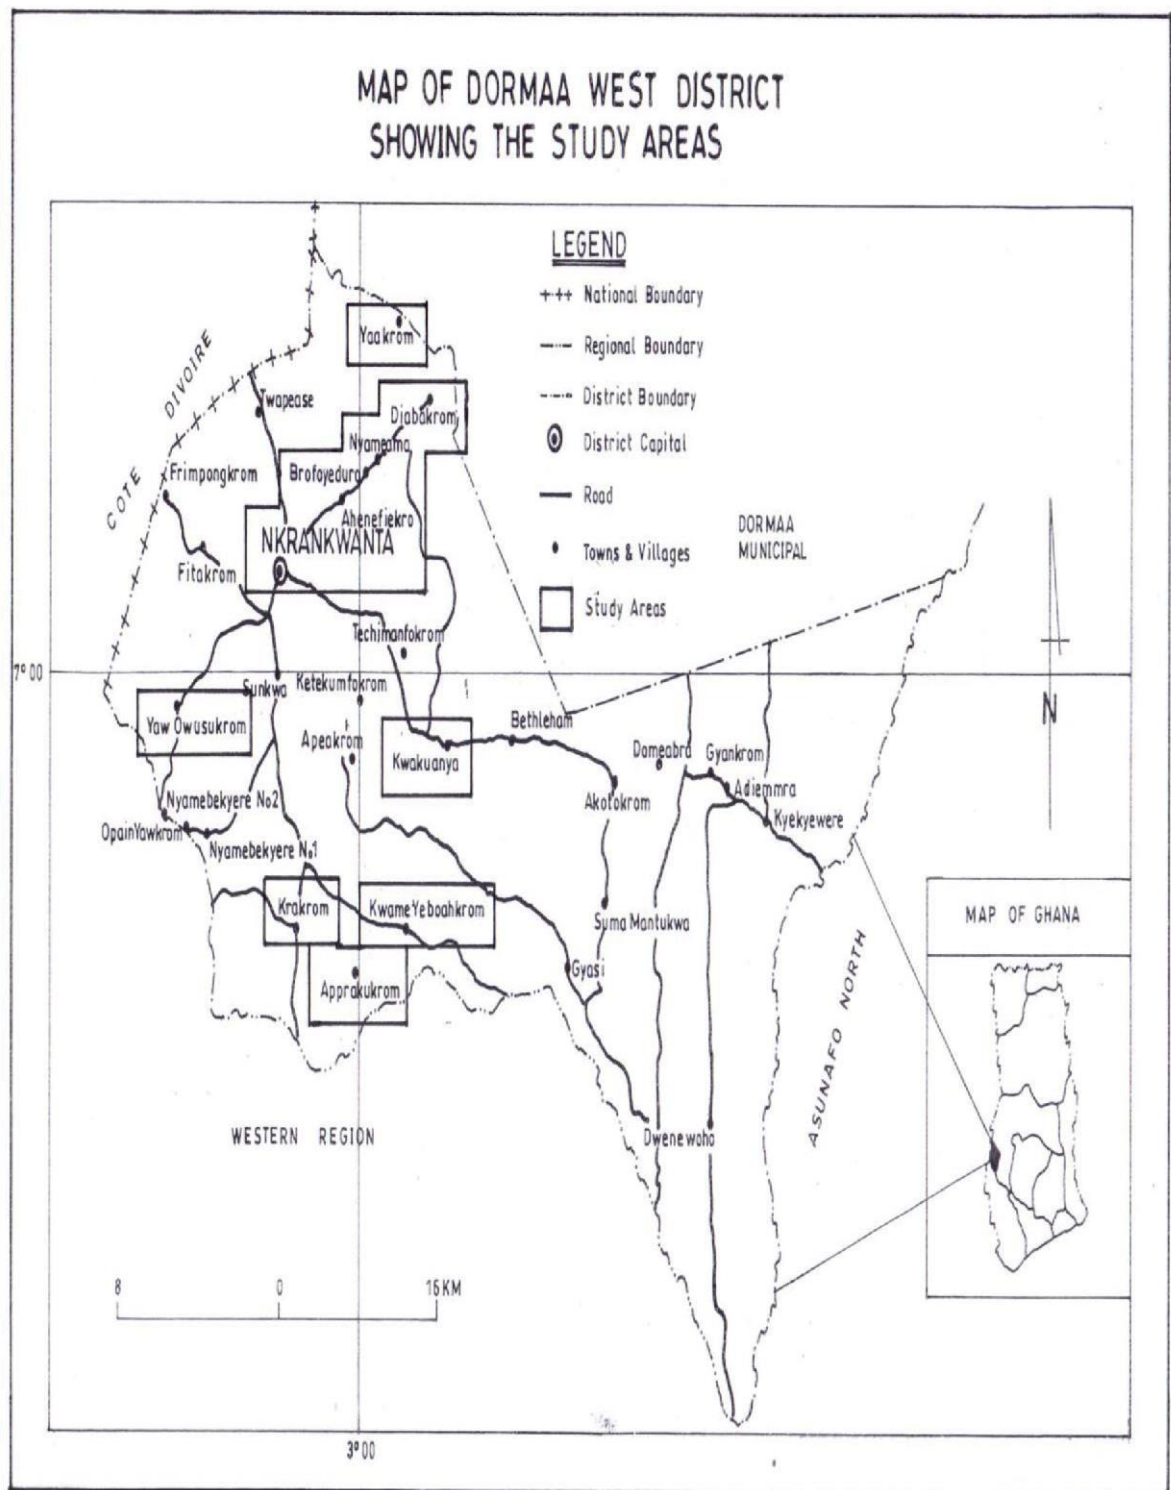 MAP OF DORMAA WEST DISTRICT
SHOWING THE STUDY AREAS
LEGEND
National Boundary
Regional Boundary
District Boundary
District Capital
Road
Towns & Villages
Study Areas
COTE DIVOIRE
Yaakrom
Twapease
Diabakrom
Nyameama
Frimpongkrom
Brofoyedura
Ahenefiekro
NKRANKWANTA
Fitakrom
DORMAA
MUNICIPAL
Techimanfokrom
7°00
Sunkwa
Ketekumfokrom
N
Yaw Owusukrom
Apeakrom
Kwakuanya
Bethleham
Domeabra
Gyankrom
Adiemmra
Akotokrom
Kyekyewere
Nyamebekyere No2
OpainYawkrom
Nyamebekyere No1
Krakrom
Kwame Yeboahkrom
Suma Mantukwa
MAP OF GHANA
Gyasi
Apprakukrom
ASUNAFO NORTH
WESTERN REGION
Dwenewoho
8 0 16KM
3°00